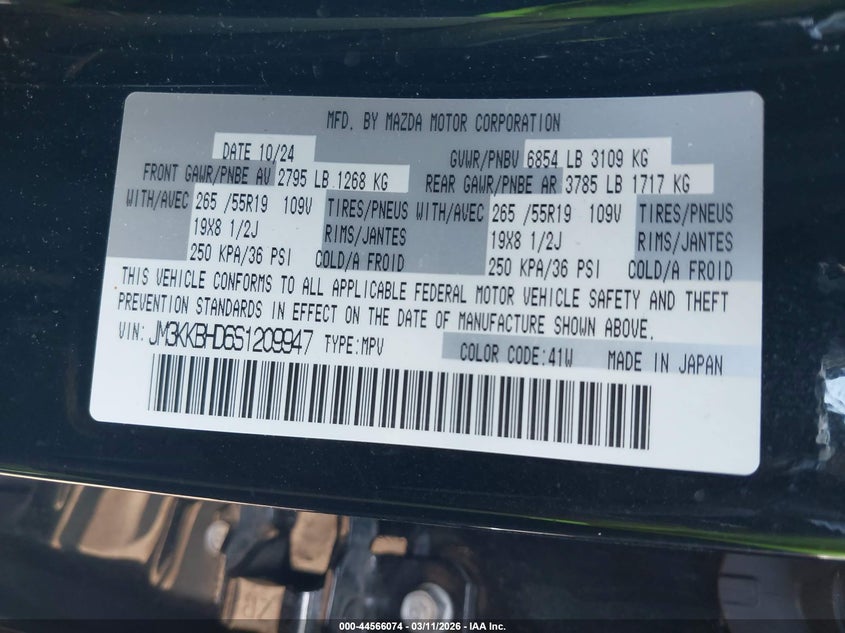 MFD. BY MAZDA MOTOR CORPORATION
DATE 10/24 GVWR/PNBV 6854 LB 3109 KG
FRONT GAWR/PNBE AV 2795 LB 1268 KG REAR GAWR/PNBE AR 3785 LB 1717 KG
WITH/AVEC 265 /55R19 109V TIRES/PNEUS WITH/AVEC 265 /55R19 109V TIRES/PNEUS
19X8 1/2J RIMS/JANTES 19X8 1/2J RIMS/JANTES
250 KPA/36 PSI COLD/A FROID 250 KPA/36 PSI COLD/A FROID
THIS VEHICLE CONFORMS TO ALL APPLICABLE FEDERAL MOTOR VEHICLE SAFETY AND THEFT
PREVENTION STANDARDS IN EFFECT ON THE DATE OF MANUFACTURE SHOWN ABOVE.
VIN: JM3KKBHD6S1209947 TYPE:MPV COLOR CODE:41W MADE IN JAPAN
000-44566074 - 03/11/2026 - IAA Inc.